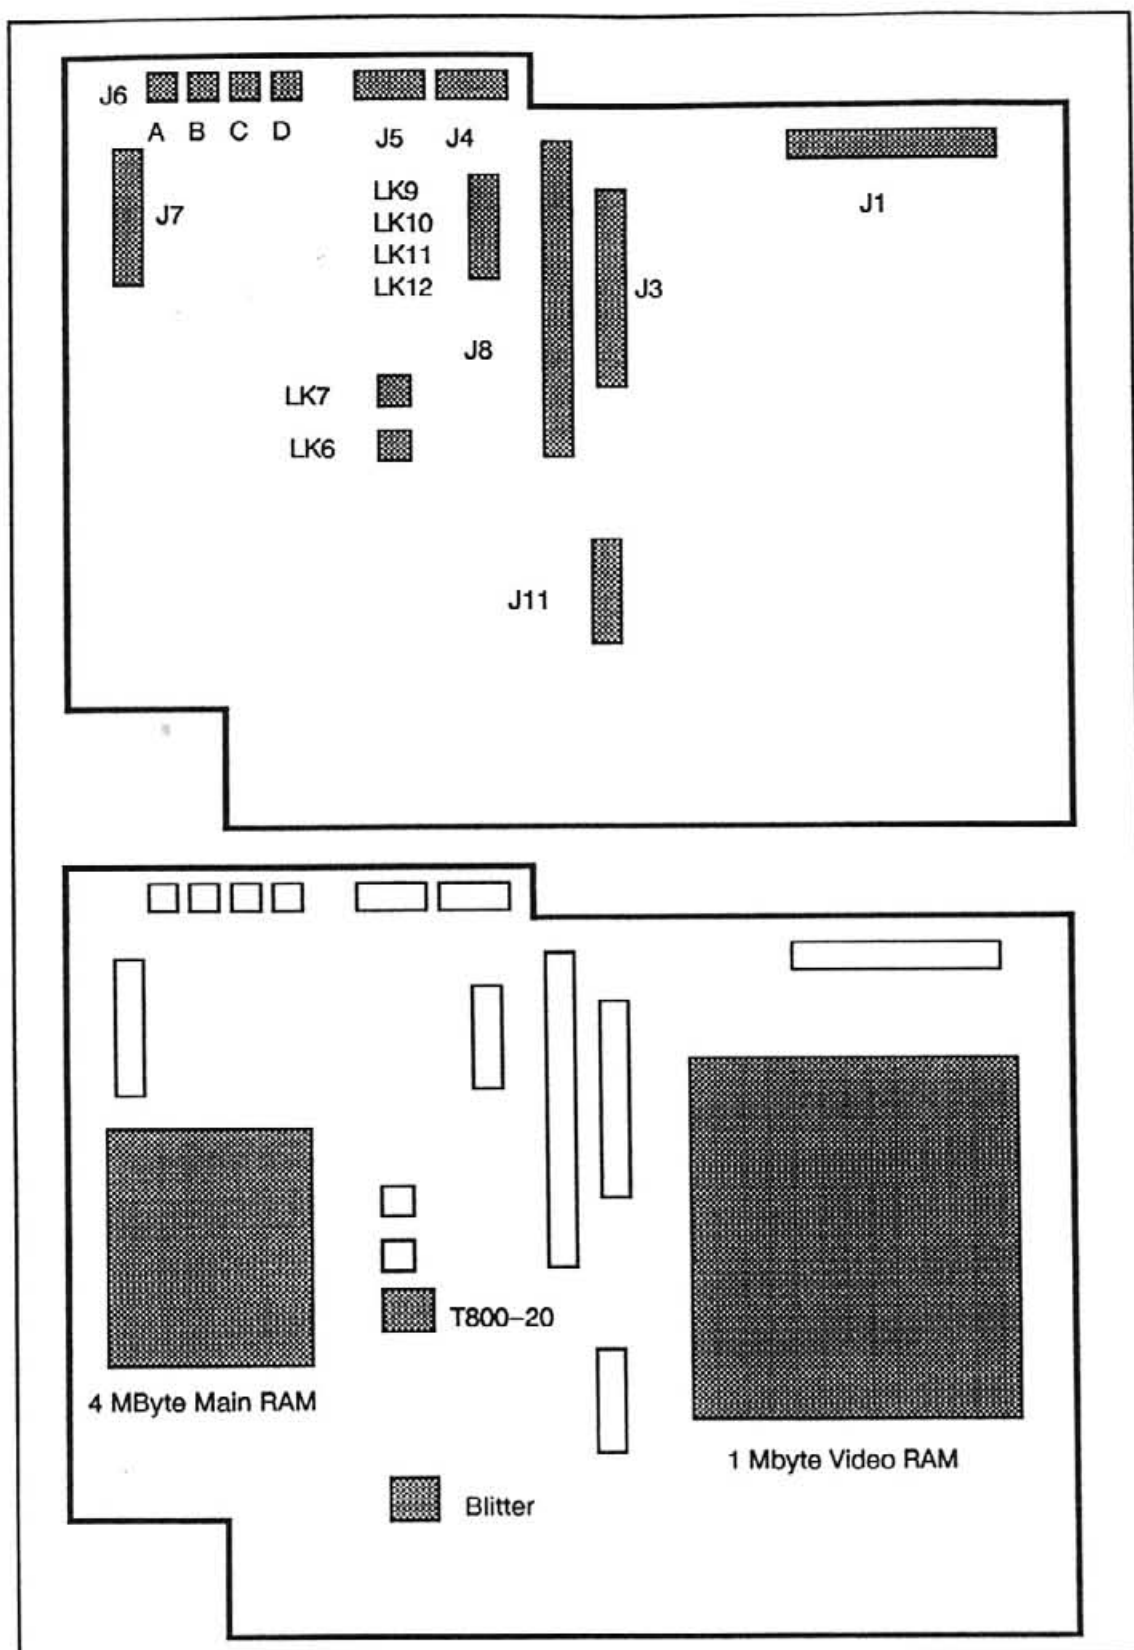 J6
A B C D
J5 J4
LK9
J7
J1
LK10
LK11
LK12
J3
J8
LK7
LK6
J11
T800–20
4 MByte Main RAM
1 Mbyte Video RAM
Blitter